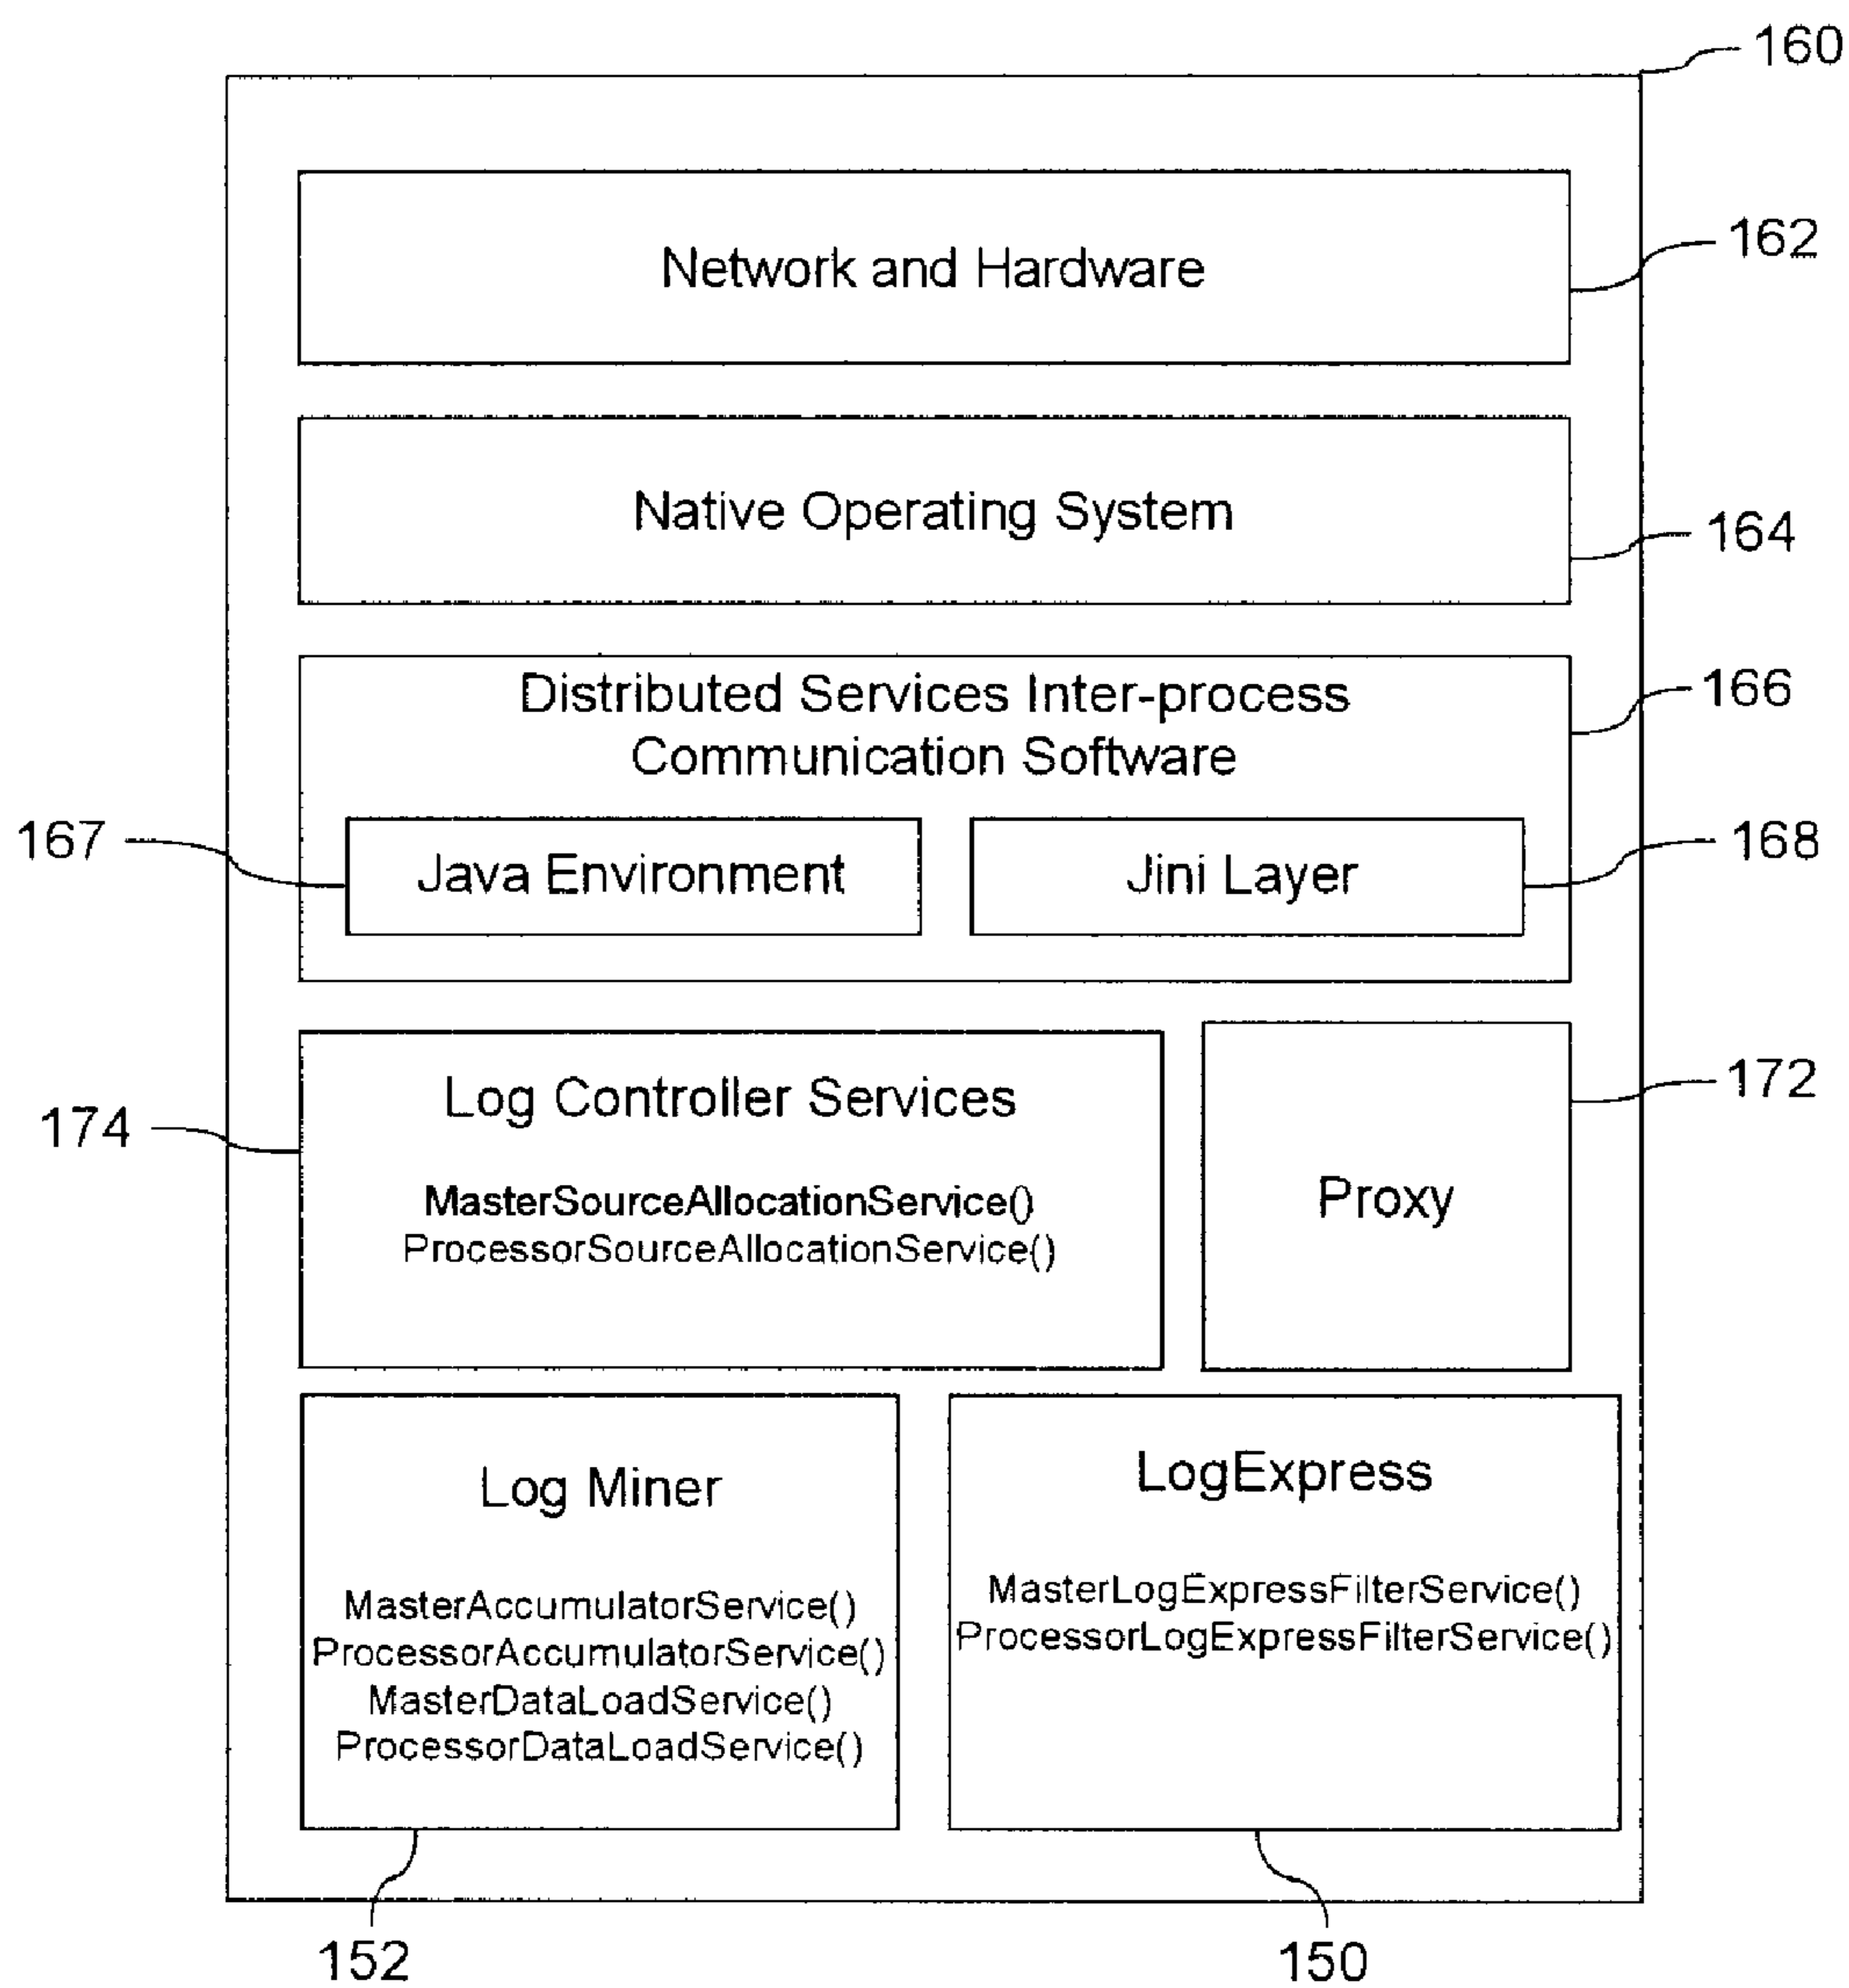 160
Network and Hardware
162
Native Operating System
164
Distributed Services Inter-process
Communication Software
166
167
Java Environment
Jini Layer
168
Log Controller Services
MasterSourceAllocationService()
ProcessorSourceAllocationService()
174
Proxy
172
Log Miner
MasterAccumulatorService()
ProcessorAccumulatorService()
MasterDataLoadService()
ProcessorDataLoadService()
LogExpress
MasterLogExpressFilterService()
ProcessorLogExpressFilterService()
152
150